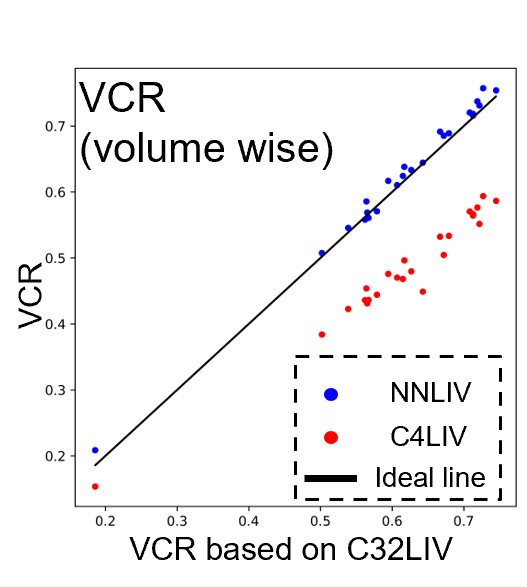 VCR
(volume wise)
0.7
0.6
0.5
0.4
0.3
0.2
VCR
NNLIV
C4LIV
Ideal line
0.2 0.3 0.4 0.5 0.6 0.7
VCR based on C32LIV